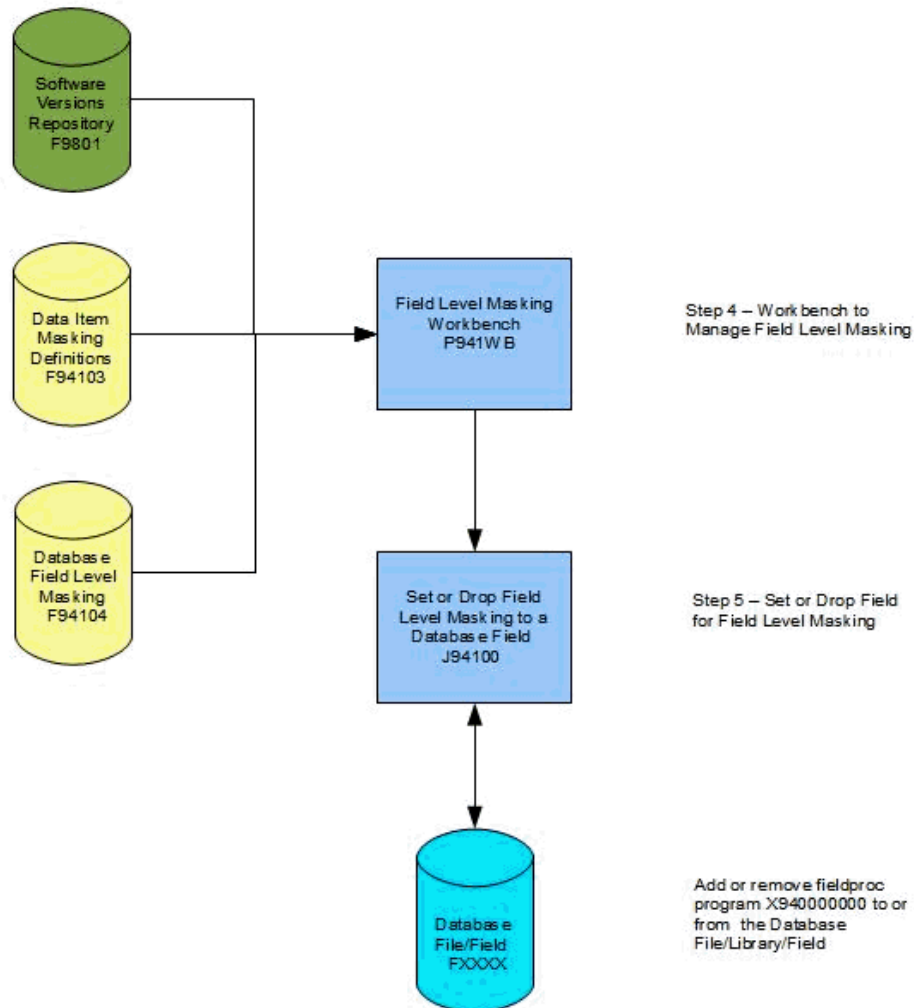 Software
Versions
Repository
F9801
Data Item
Masking
Definitions
F94103
Field Level Masking
Workbench
P941WB
Step 4 – Workbench to
Manage Field Level Masking
Database
Field Level
Masking
F94104
Set or Drop Field
Level Masking to a
Database Field
J94100
Step 5 – Set or Drop Field
for Field Level Masking
Database
File/Field
FXXXX
Add or remove fieldproc
program X940000000 to or
from the Database
File/Library/Field